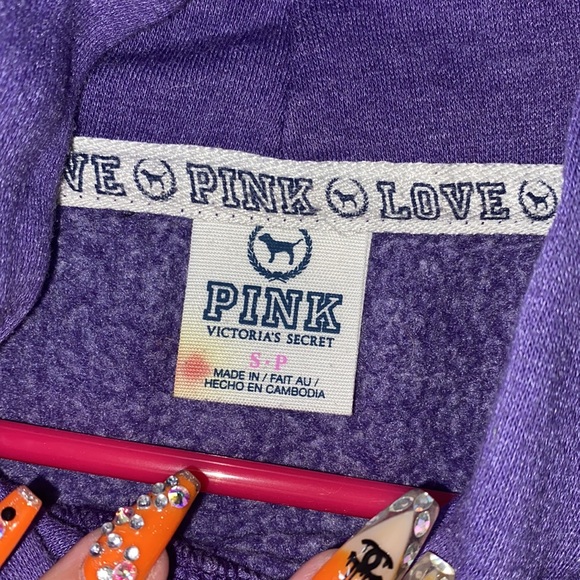 VE PINK LOVE
PINK
VICTORIA'S SECRET
S·P
MADE IN / FAIT AU /
HECHO EN CAMBODIA